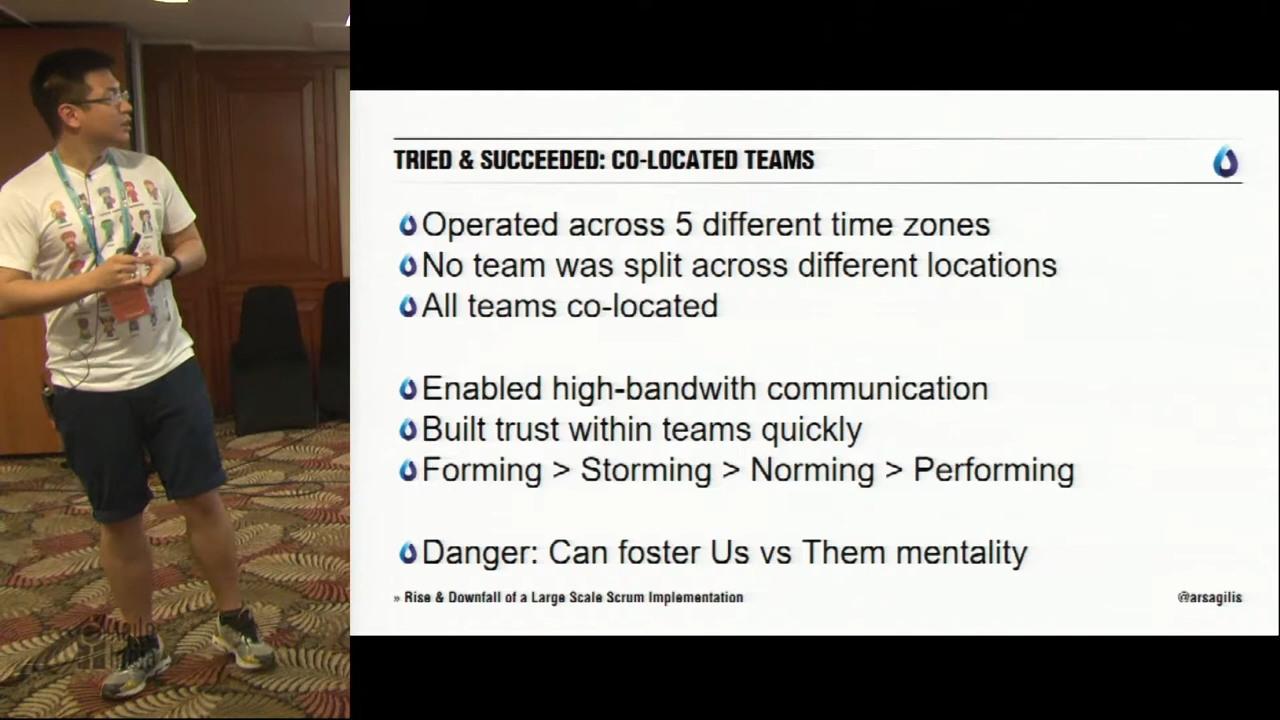 TRIED & SUCCEEDED: CO-LOCATED TEAMS
Operated across 5 different time zones
No team was split across different locations
All teams co-located
Enabled high-bandwith communication
Built trust within teams quickly
Forming > Storming > Norming > Performing
Danger: Can foster Us vs Them mentality
» Rise & Downfall of a Large Scale Scrum Implementation
@arsagilis
Agile
India